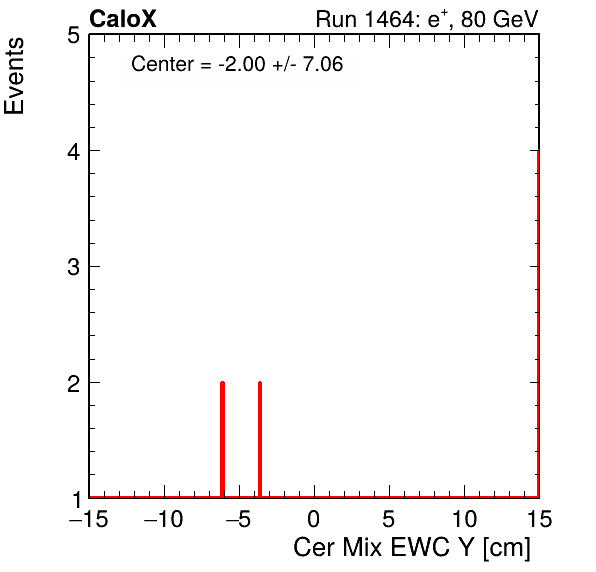 CaloX Run 1464: e⁺, 80 GeV
Center = -2.00 +/- 7.06
Events
5
4
3
2
1
−15 −10 −5 0 5 10 15
Cer Mix EWC Y [cm]